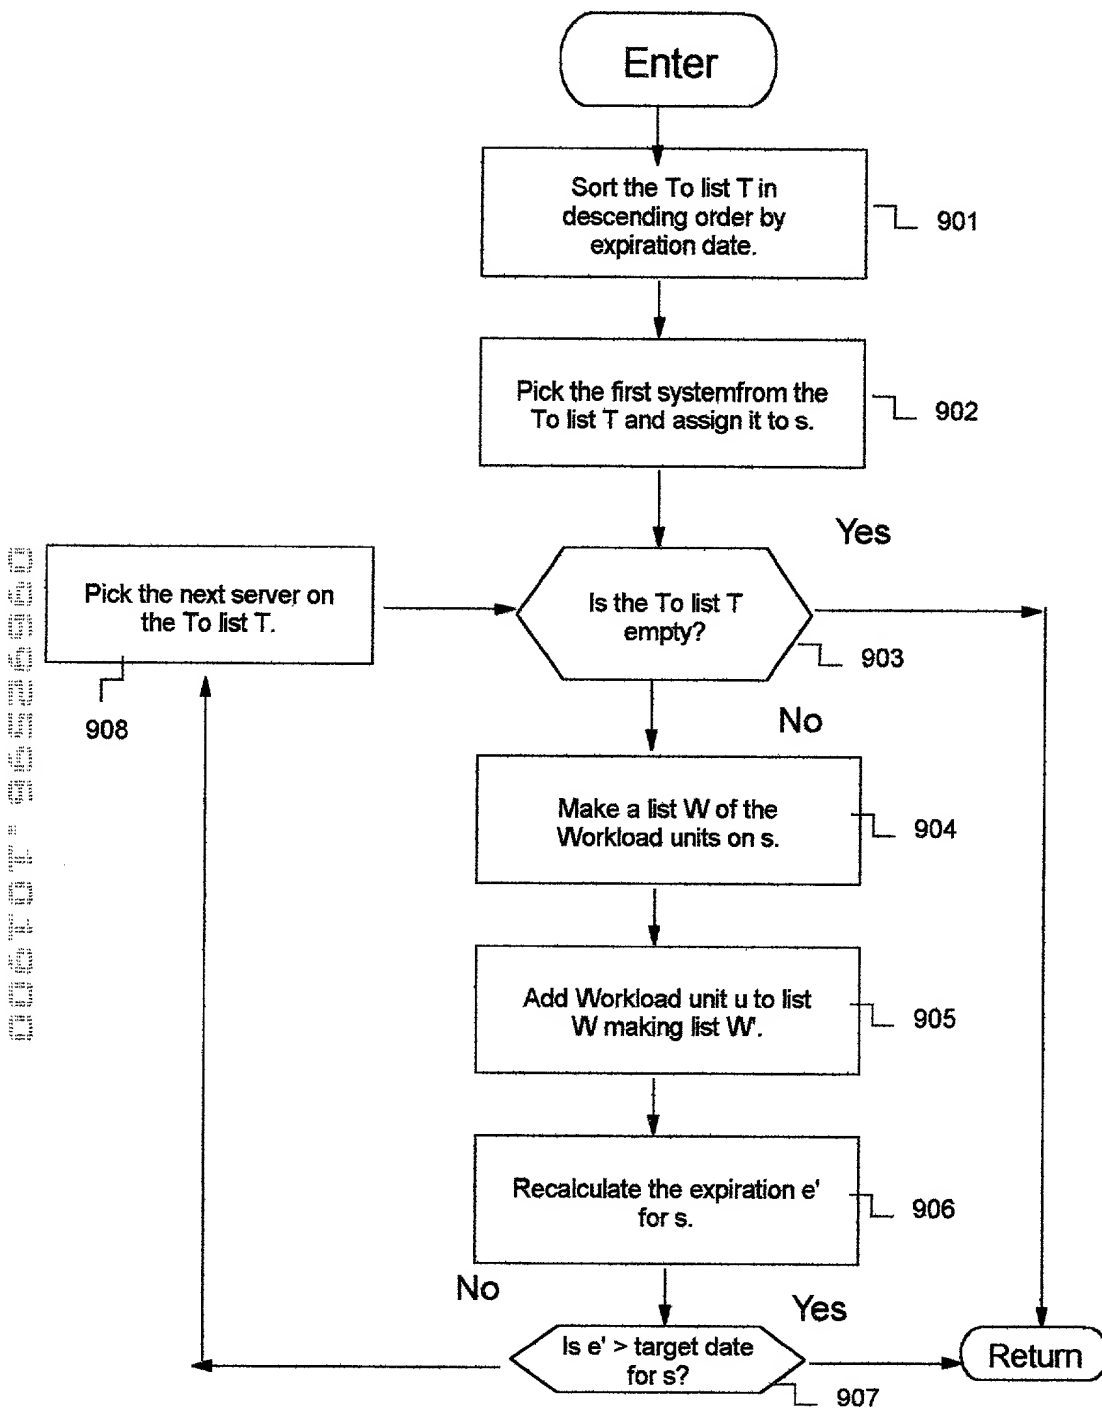 Enter
Sort the To list T in
descending order by
expiration date.
901
Pick the first systemfrom the
To list T and assign it to s.
902
Yes
Pick the next server on
the To list T.
908
Is the To list T
empty?
903
No
Make a list W of the
Workload units on s.
904
Add Workload unit u to list
W making list W'.
905
Recalculate the expiration e'
for s.
906
No
Yes
Is e' > target date
for s?
907
Return